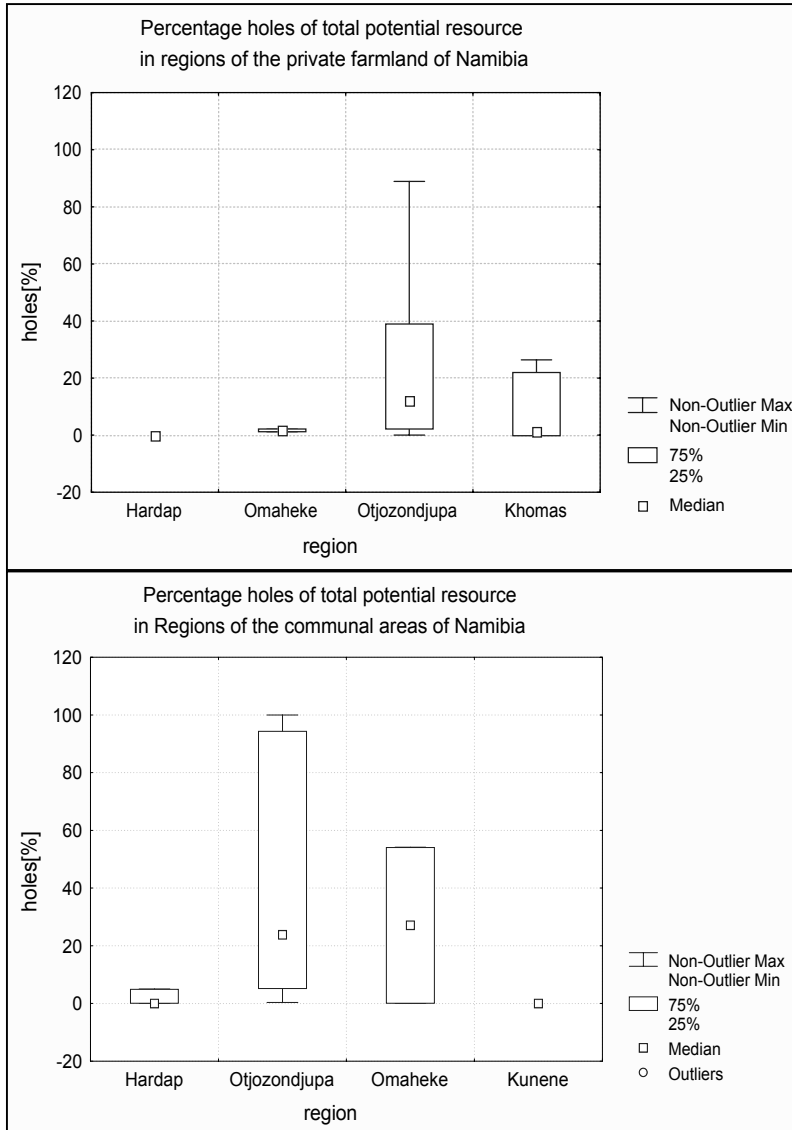 Percentage holes of total potential resource
in regions of the private farmland of Namibia
120
100
80
60
40
20
0
-20
holes[%]
Hardap Omaheke Otjozondjupa Khomas
region
Non-Outlier Max
Non-Outlier Min
75%
25%
Median
Percentage holes of total potential resource
in Regions of the communal areas of Namibia
120
100
80
60
40
20
0
-20
holes[%]
Hardap Otjozondjupa Omaheke Kunene
region
Non-Outlier Max
Non-Outlier Min
75%
25%
Median
Outliers